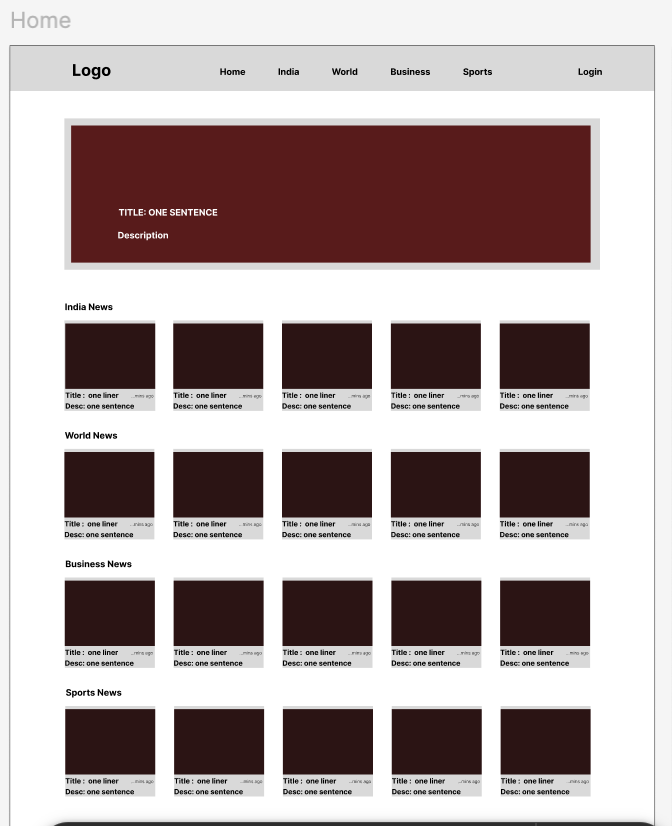 Home
Logo Home India World Business Sports Login
TITLE: ONE SENTENCE
Description
India News
Title : one liner ...mins ago Title : one liner ...mins ago Title : one liner ...mins ago Title : one liner ...mins ago Title : one liner ...mins ago
Desc: one sentence Desc: one sentence Desc: one sentence Desc: one sentence Desc: one sentence
World News
Title : one liner ...mins ago Title : one liner ...mins ago Title : one liner ...mins ago Title : one liner ...mins ago Title : one liner ...mins ago
Desc: one sentence Desc: one sentence Desc: one sentence Desc: one sentence Desc: one sentence
Business News
Title : one liner ...mins ago Title : one liner ...mins ago Title : one liner ...mins ago Title : one liner ...mins ago Title : one liner ...mins ago
Desc: one sentence Desc: one sentence Desc: one sentence Desc: one sentence Desc: one sentence
Sports News
Title : one liner ...mins ago Title : one liner ...mins ago Title : one liner ...mins ago Title : one liner ...mins ago Title : one liner ...mins ago
Desc: one sentence Desc: one sentence Desc: one sentence Desc: one sentence Desc: one sentence